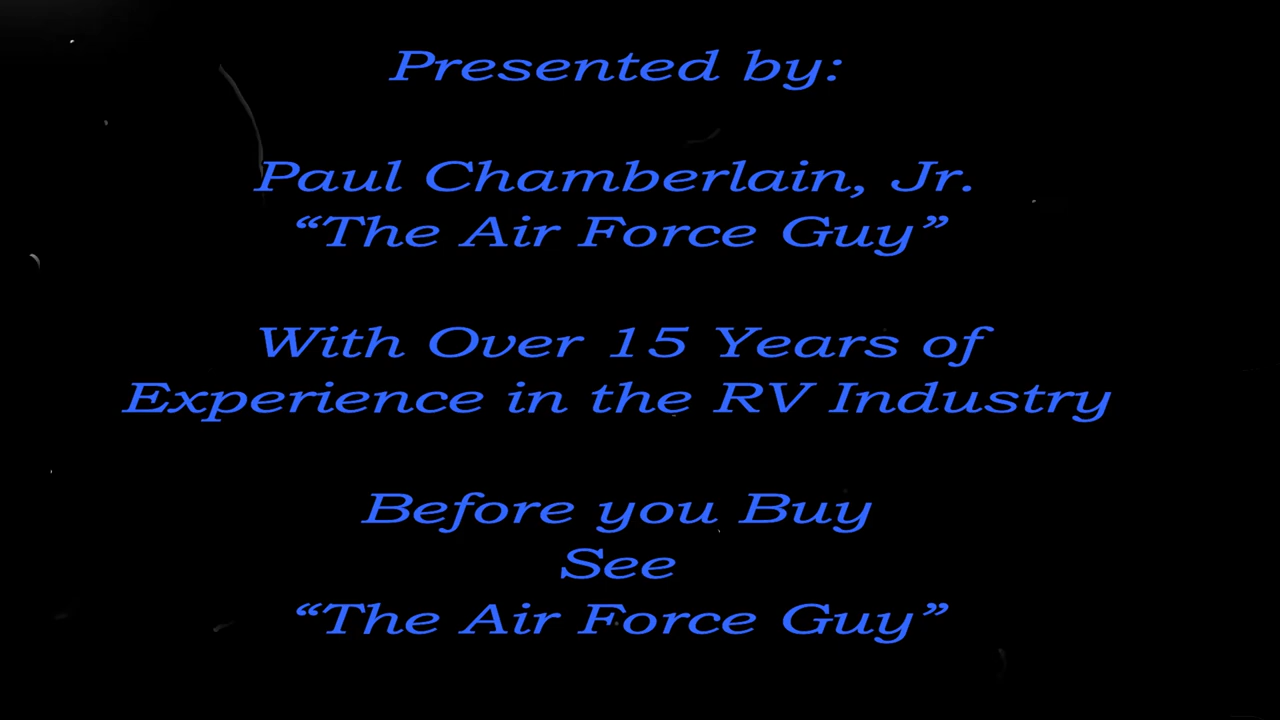 Presented by:
Paul Chamberlain, Jr.
“The Air Force Guy”
With Over 15 Years of
Experience in the RV Industry
Before you Buy
See
“The Air Force Guy”